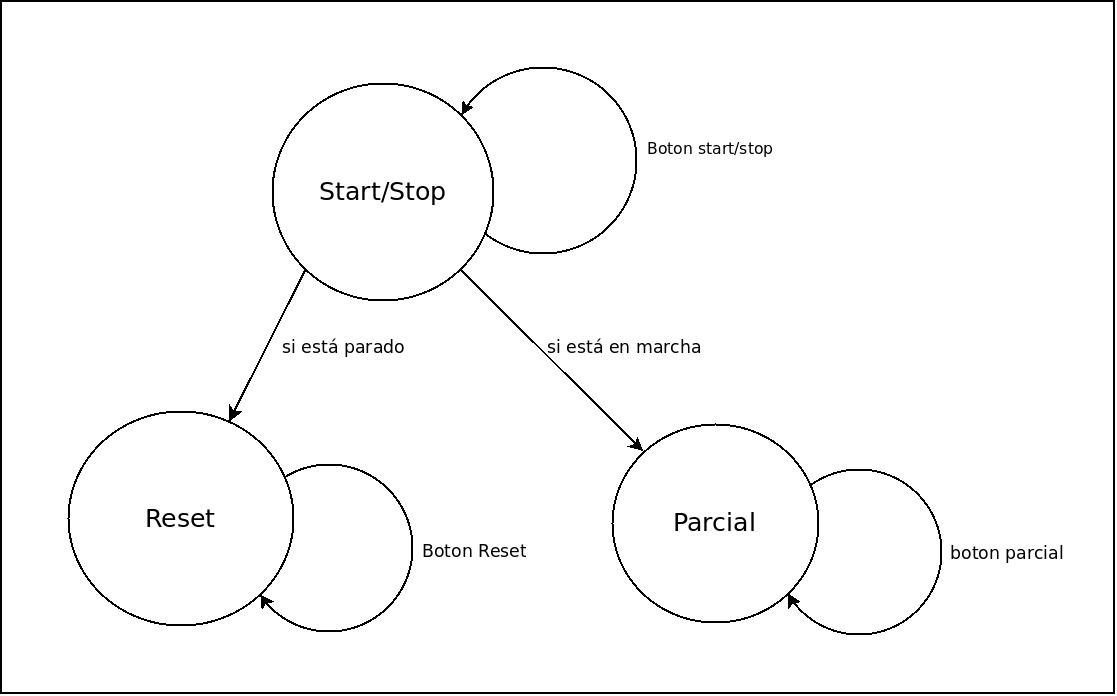 Boton start/stop
Start/Stop
si está parado
si está en marcha
Reset
Parcial
Boton Reset
boton parcial